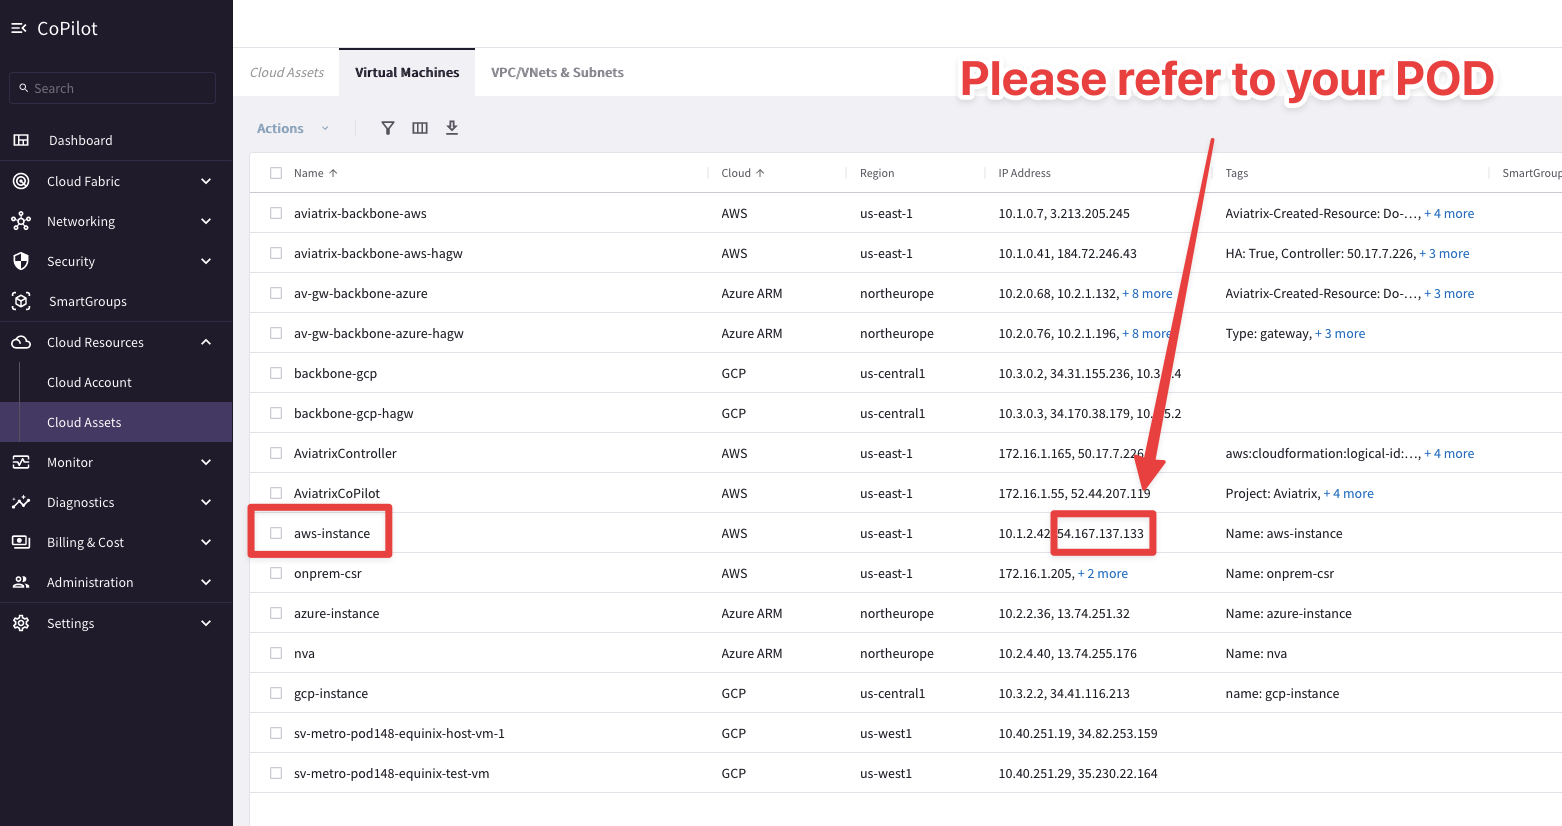 CoPilot
Search
Dashboard
Cloud Fabric
Networking
Security
SmartGroups
Cloud Resources
Cloud Account
Cloud Assets
Monitor
Diagnostics
Billing & Cost
Administration
Settings
Cloud Assets Virtual Machines VPC/VNets & Subnets
Please refer to your POD
Actions
Name Cloud Region IP Address Tags SmartGroup
aviatrix-backbone-aws AWS us-east-1 10.1.0.7, 3.213.205.245 Aviatrix-Created-Resource: Do-..., + 4 more
aviatrix-backbone-aws-hagw AWS us-east-1 10.1.0.41, 184.72.246.43 HA: True, Controller: 50.17.7.226, + 3 more
av-gw-backbone-azure Azure ARM northeurope 10.2.0.68, 10.2.1.132, + 8 more Aviatrix-Created-Resource: Do-..., + 3 more
av-gw-backbone-azure-hagw Azure ARM northeurope 10.2.0.76, 10.2.1.196, + 8 more Type: gateway, + 3 more
backbone-gcp GCP us-central1 10.3.0.2, 34.31.155.236,
backbone-gcp-hagw GCP us-central1 10.3.0.3, 34.170.38.179,
AviatrixController AWS us-east-1 172.16.1.165, 50.17.7.226 aws:cloudformation:logical-id:..., + 4 more
AviatrixCoPilot AWS us-east-1 172.16.1.55, 52.44.207.119 Project: Aviatrix, + 4 more
aws-instance AWS us-east-1 10.1.2.42, 54.167.137.133 Name: aws-instance
onprem-csr AWS us-east-1 172.16.1.205, + 2 more Name: onprem-csr
azure-instance Azure ARM northeurope 10.2.2.36, 13.74.251.32 Name: azure-instance
nva Azure ARM northeurope 10.2.4.40, 13.74.255.176 Name: nva
gcp-instance GCP us-central1 10.3.2.2, 34.41.116.213 name: gcp-instance
sv-metro-pod148-equinix-host-vm-1 GCP us-west1 10.40.251.19, 34.82.253.159
sv-metro-pod148-equinix-test-vm GCP us-west1 10.40.251.29, 35.230.22.164